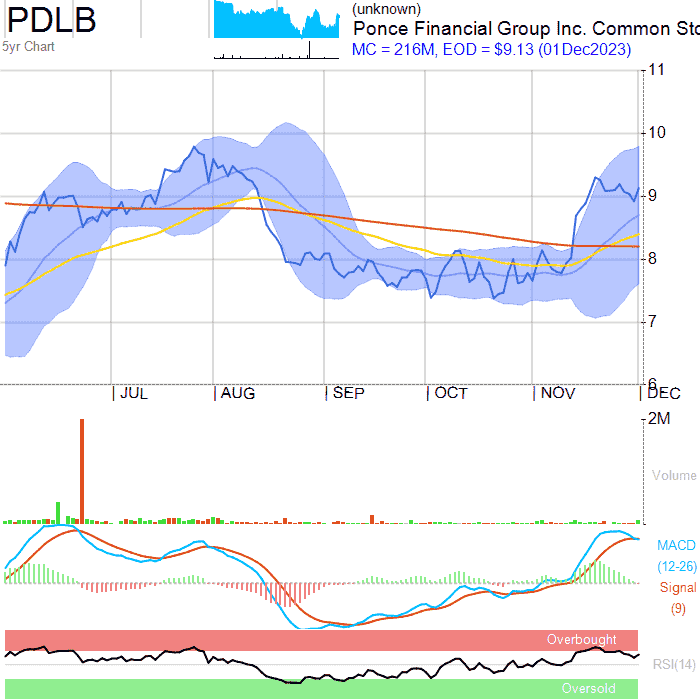 PDLB
(unknown)
Ponce Financial Group Inc. Common Sto
5yr Chart
MC = 216M, EOD = $9.13 (01Dec2023)
11
10
9
8
7
6
JUL AUG SEP OCT NOV DEC
2M
Volume
MACD
(12-26)
Signal
(9)
Overbought
RSI(14)
Oversold